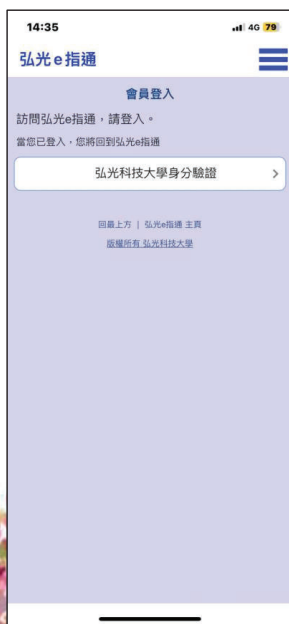 14:35 4G 79
弘光e指通
會員登入
訪問弘光e指通，請登入。
當您已登入，您將回到弘光e指通
弘光科技大學身分驗證 >
回最上方 | 弘光e指通 主頁
版權所有 弘光科技大學